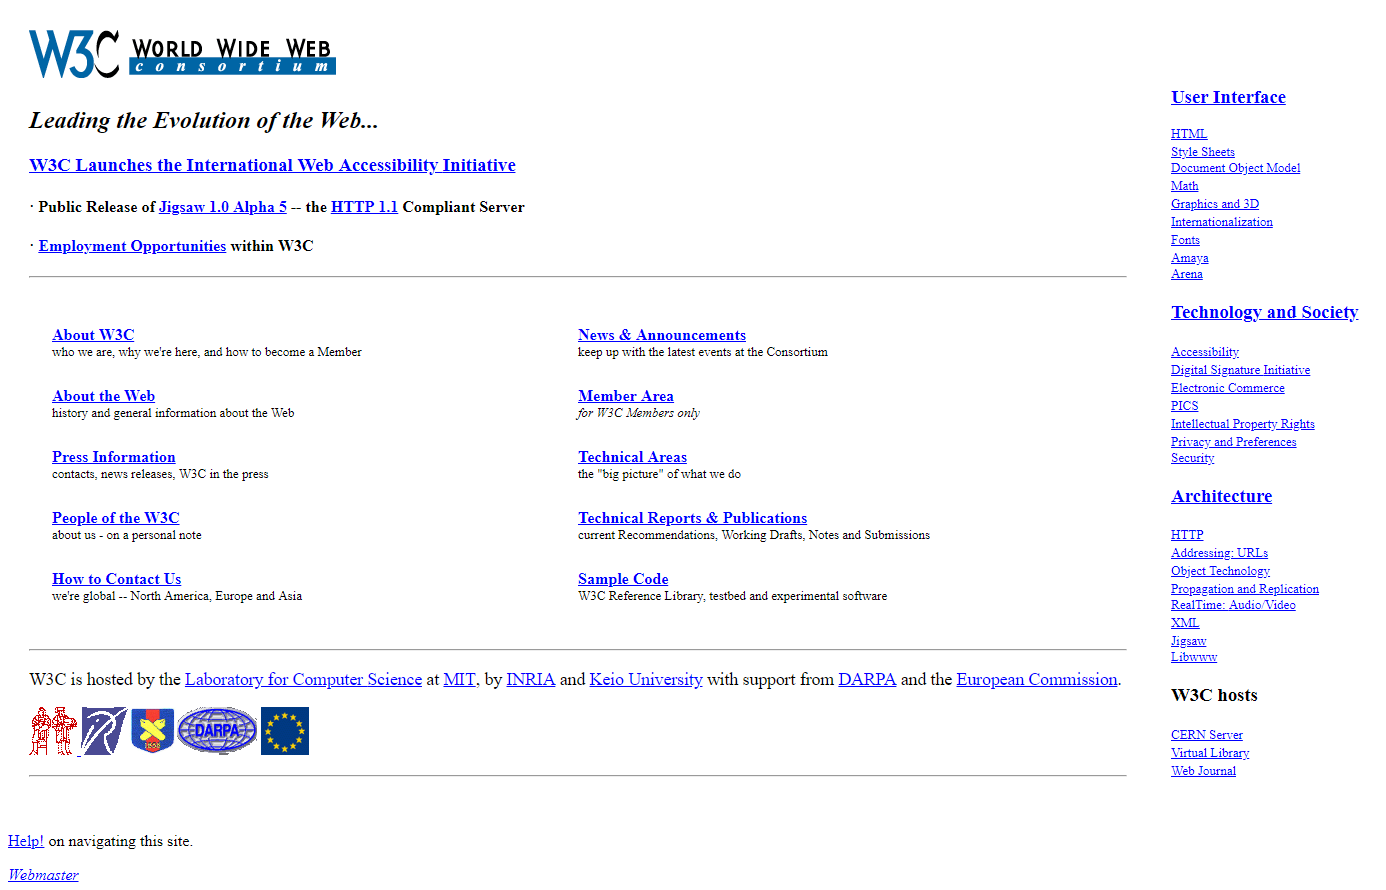 W3C WORLD WIDE WEB
consortium
Leading the Evolution of the Web...
W3C Launches the International Web Accessibility Initiative
· Public Release of Jigsaw 1.0 Alpha 5 -- the HTTP 1.1 Compliant Server
· Employment Opportunities within W3C
About W3C
who we are, why we're here, and how to become a Member
News & Announcements
keep up with the latest events at the Consortium
About the Web
history and general information about the Web
Member Area
for W3C Members only
Press Information
contacts, news releases, W3C in the press
Technical Areas
the "big picture" of what we do
People of the W3C
about us - on a personal note
Technical Reports & Publications
current Recommendations, Working Drafts, Notes and Submissions
How to Contact Us
we're global -- North America, Europe and Asia
Sample Code
W3C Reference Library, testbed and experimental software
W3C is hosted by the Laboratory for Computer Science at MIT, by INRIA and Keio University with support from DARPA and the European Commission.
1858
DARPA
User Interface
HTML
Style Sheets
Document Object Model
Math
Graphics and 3D
Internationalization
Fonts
Amaya
Arena
Technology and Society
Accessibility
Digital Signature Initiative
Electronic Commerce
PICS
Intellectual Property Rights
Privacy and Preferences
Security
Architecture
HTTP
Addressing: URLs
Object Technology
Propagation and Replication
RealTime: Audio/Video
XML
Jigsaw
Libwww
W3C hosts
CERN Server
Virtual Library
Web Journal
Help! on navigating this site.
Webmaster